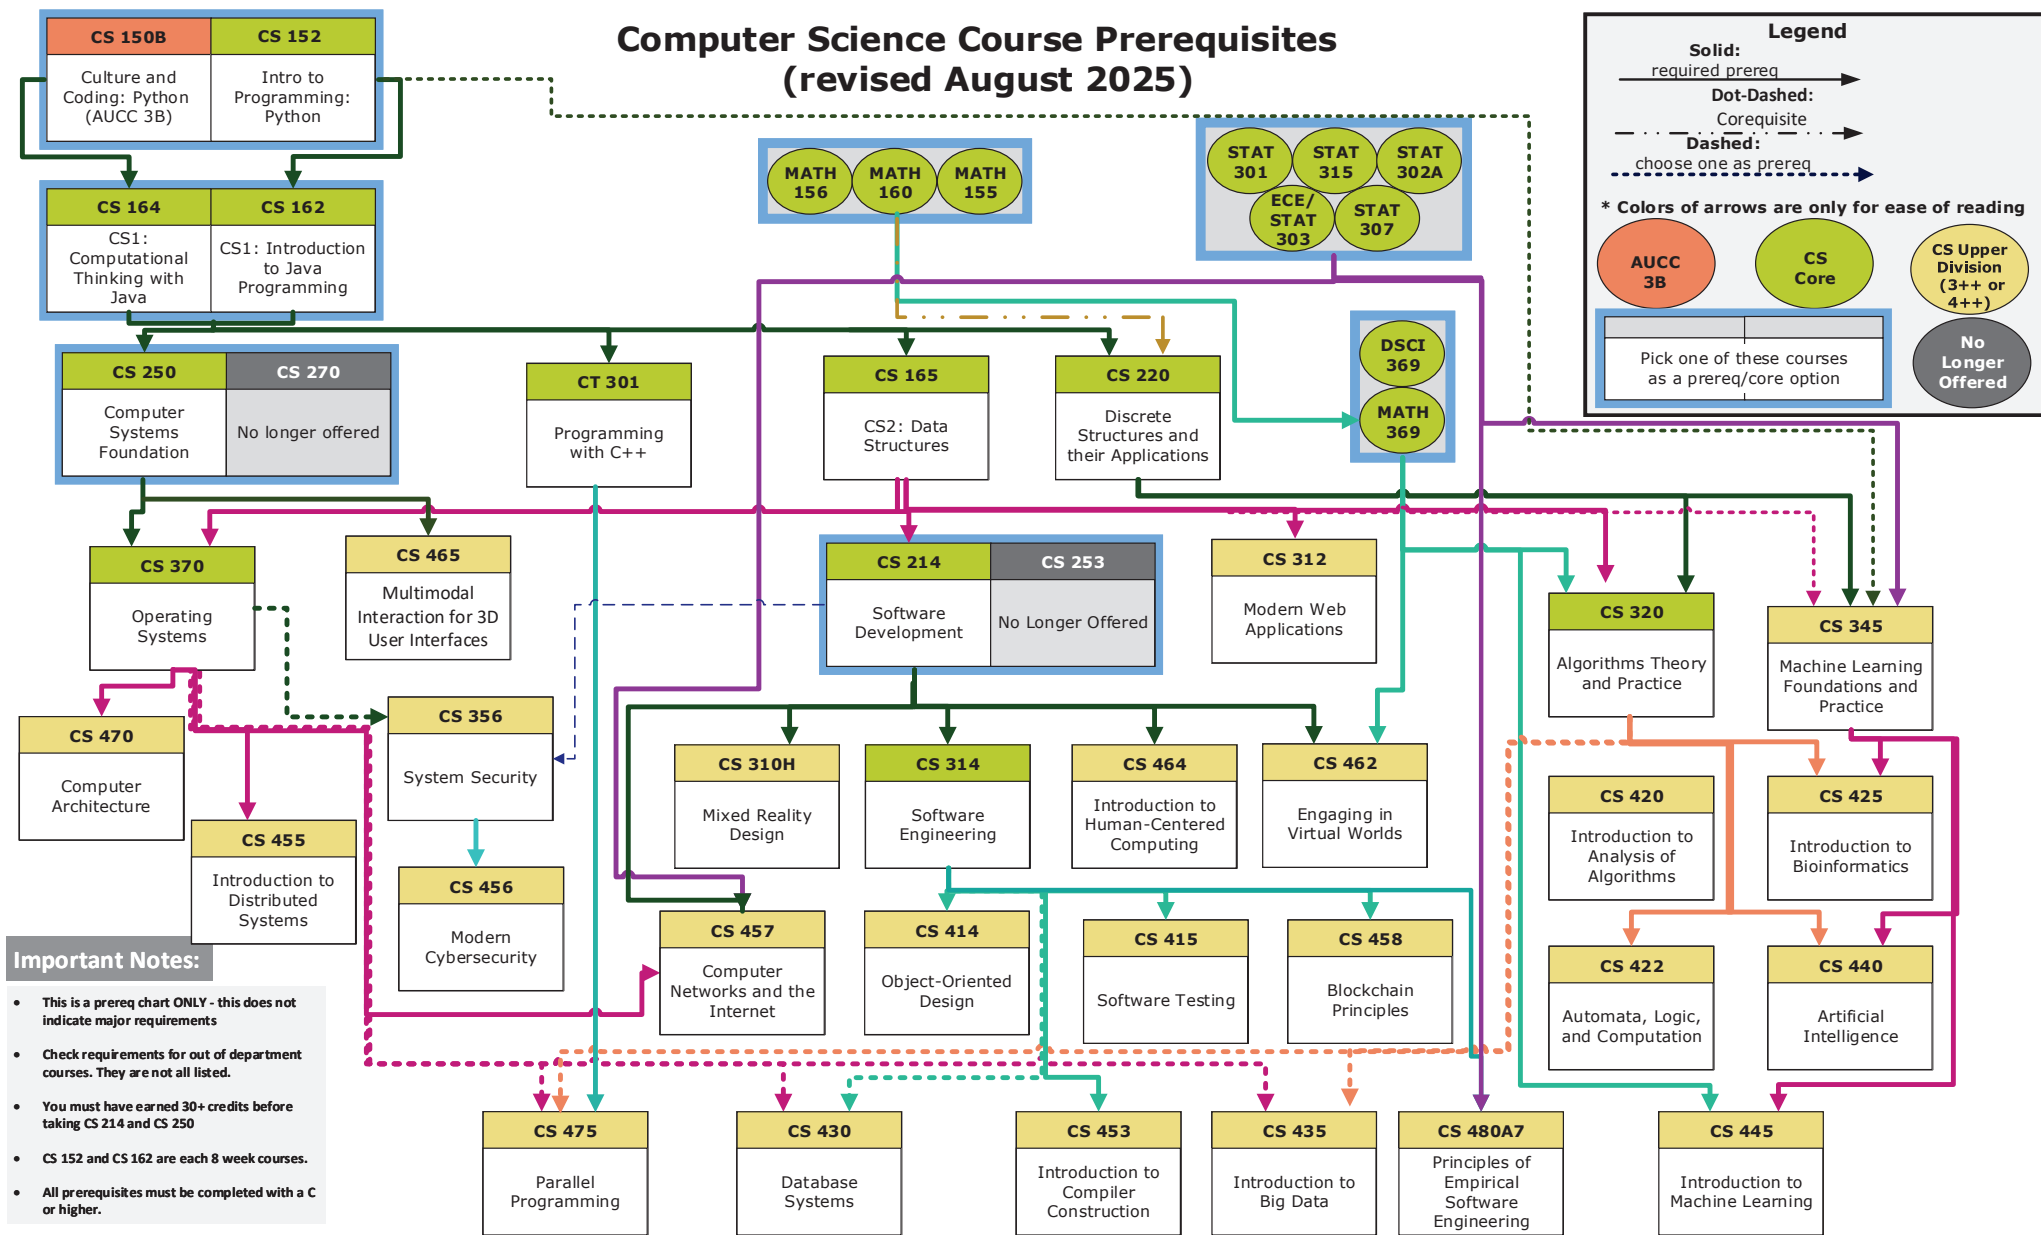 Computer Science Course Prerequisites
(revised August 2025)
Legend
Solid:
required prereq
Dot-Dashed:
Corequisite
Dashed:
choose one as prereq
* Colors of arrows are only for ease of reading
AUCC
3B
CS
Core
CS Upper
Division
(3++ or
4++)
Pick one of these courses
as a prereq/core option
No
Longer
Offered
CS 150B
Culture and
Coding: Python
(AUCC 3B)
CS 152
Intro to
Programming:
Python
CS 164
CS1:
Computational
Thinking with
Java
CS 162
CS1: Introduction
to Java
Programming
MATH
156
MATH
160
MATH
155
STAT
301
STAT
315
STAT
302A
ECE/
STAT
303
STAT
307
DSCI
369
MATH
369
CS 250
Computer
Systems
Foundation
CS 270
No longer offered
CT 301
Programming
with C++
CS 165
CS2: Data
Structures
CS 220
Discrete
Structures and
their Applications
CS 370
Operating
Systems
CS 465
Multimodal
Interaction for 3D
User Interfaces
CS 214
Software
Development
CS 253
No Longer Offered
CS 312
Modern Web
Applications
CS 320
Algorithms Theory
and Practice
CS 345
Machine Learning
Foundations and
Practice
CS 470
Computer
Architecture
CS 356
System Security
CS 310H
Mixed Reality
Design
CS 314
Software
Engineering
CS 464
Introduction to
Human-Centered
Computing
CS 462
Engaging in
Virtual Worlds
CS 420
Introduction to
Analysis of
Algorithms
CS 425
Introduction to
Bioinformatics
CS 455
Introduction to
Distributed
Systems
CS 456
Modern
Cybersecurity
CS 457
Computer
Networks and the
Internet
CS 414
Object-Oriented
Design
CS 415
Software Testing
CS 458
Blockchain
Principles
CS 422
Automata, Logic,
and Computation
CS 440
Artificial
Intelligence
CS 475
Parallel
Programming
CS 430
Database
Systems
CS 453
Introduction to
Compiler
Construction
CS 435
Introduction to
Big Data
CS 480A7
Principles of
Empirical
Software
Engineering
CS 445
Introduction to
Machine Learning
Important Notes:
• This is a prereq chart ONLY - this does not
indicate major requirements
• Check requirements for out of department
courses. They are not all listed.
• You must have earned 30+ credits before
taking CS 214 and CS 250
• CS 152 and CS 162 are each 8 week courses.
• All prerequisites must be completed with a C
or higher.